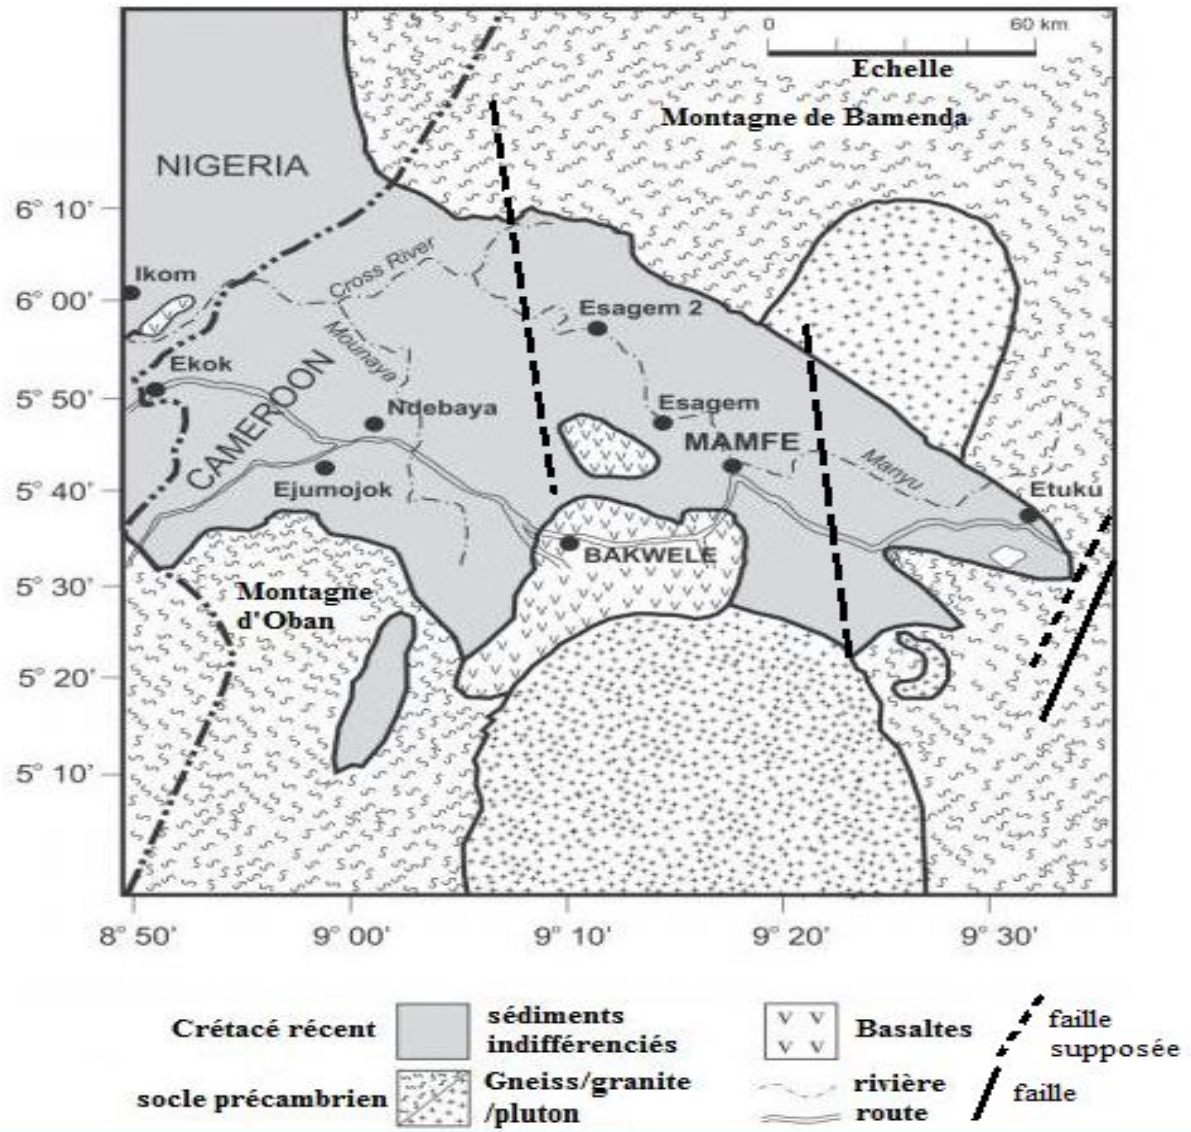 0 60 km
Echelle
Montagne de Bamenda
NIGERIA
6° 10'
Cross River
Ikom
6° 00'
Esagem 2
Mounaya
Ekok
5° 50'
CAMEROON
Ndebaya
Esagem
MAMFE
Manyu
Ejumojok
Etuku
5° 40'
BAKWELE
5° 30'
Montagne
d'Oban
5° 20'
5° 10'
8° 50' 9° 00' 9° 10' 9° 20' 9° 30'
Crétacé récent
sédiments
indifférenciés
Basaltes
faille
supposée
socle précambrien
Gneiss/granite
/pluton
rivière
route
faille